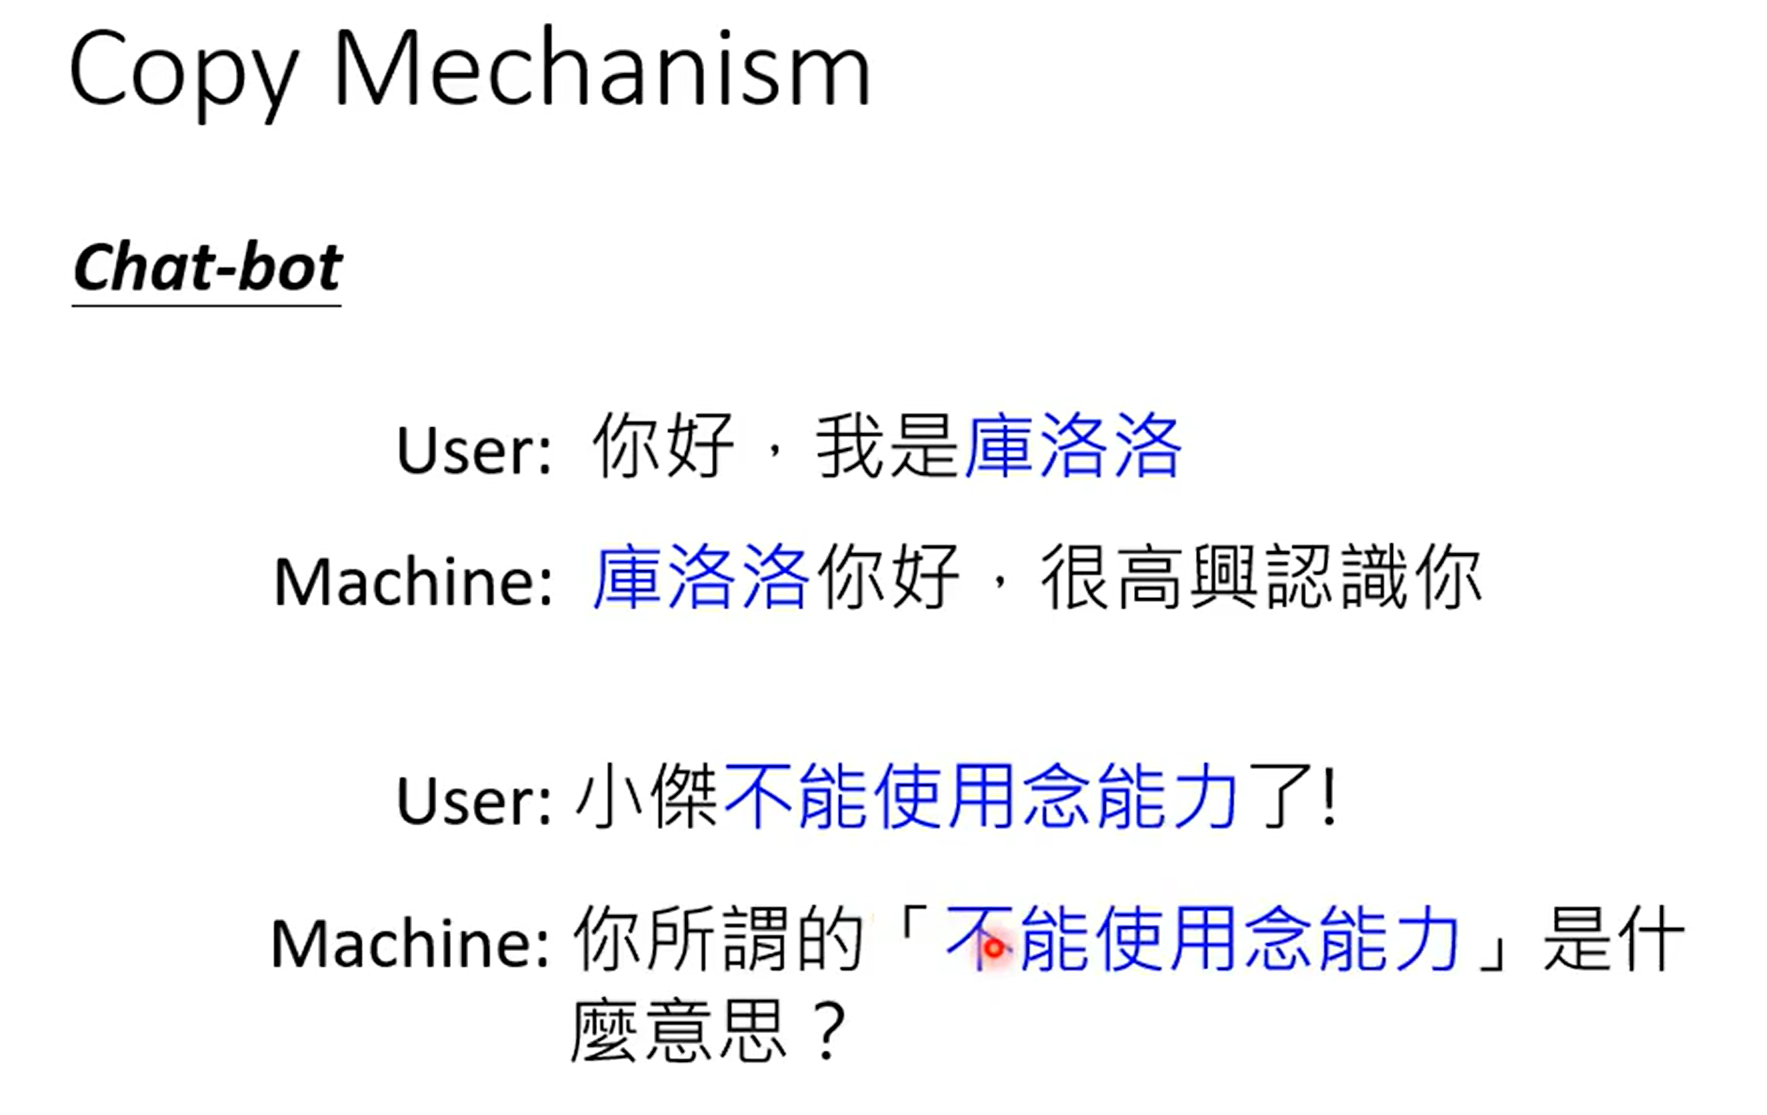 Copy Mechanism
Chat-bot
User: 你好，我是庫洛洛
Machine: 庫洛洛你好，很高興認識你
User: 小傑不能使用念能力了!
Machine: 你所謂的「不能使用念能力」是什
麼意思？